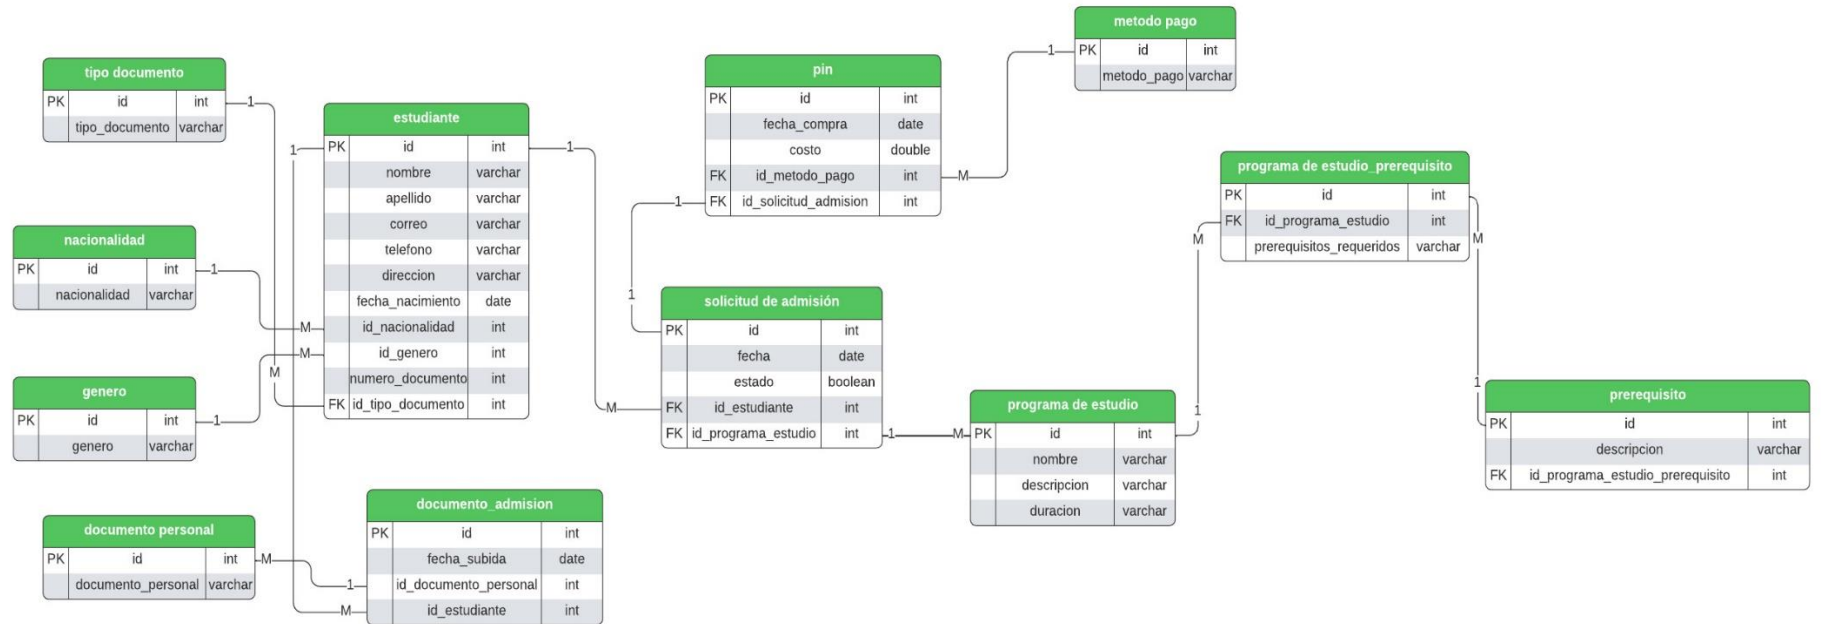 tipo documento
PK id int
tipo_documento varchar
1
M
nacionalidad
PK id int
nacionalidad varchar
1
M
genero
PK id int
genero varchar
1
M
documento personal
PK id int
documento_personal varchar
M
1
estudiante
PK id int
nombre varchar
apellido varchar
correo varchar
telefono varchar
direccion varchar
fecha_nacimiento date
id_nacionalidad int
id_genero int
numero_documento int
FK id_tipo_documento int
1
1
M
documento_admision
PK id int
fecha_subida date
id_documento_personal int
id_estudiante int
M
pin
PK id int
fecha_compra date
costo double
FK id_metodo_pago int
FK id_solicitud_admision int
M
1
1
1
metodo pago
PK id int
metodo_pago varchar
solicitud de admisión
PK id int
fecha date
estado boolean
FK id_estudiante int
FK id_programa_estudio int
1
M
programa de estudio
PK id int
nombre varchar
descripcion varchar
duracion varchar
1
M
programa de estudio_prerequisito
PK id int
FK id_programa_estudio int
prerequisitos_requeridos varchar
M
1
prerequisito
PK id int
descripcion varchar
FK id_programa_estudio_prerequisito int